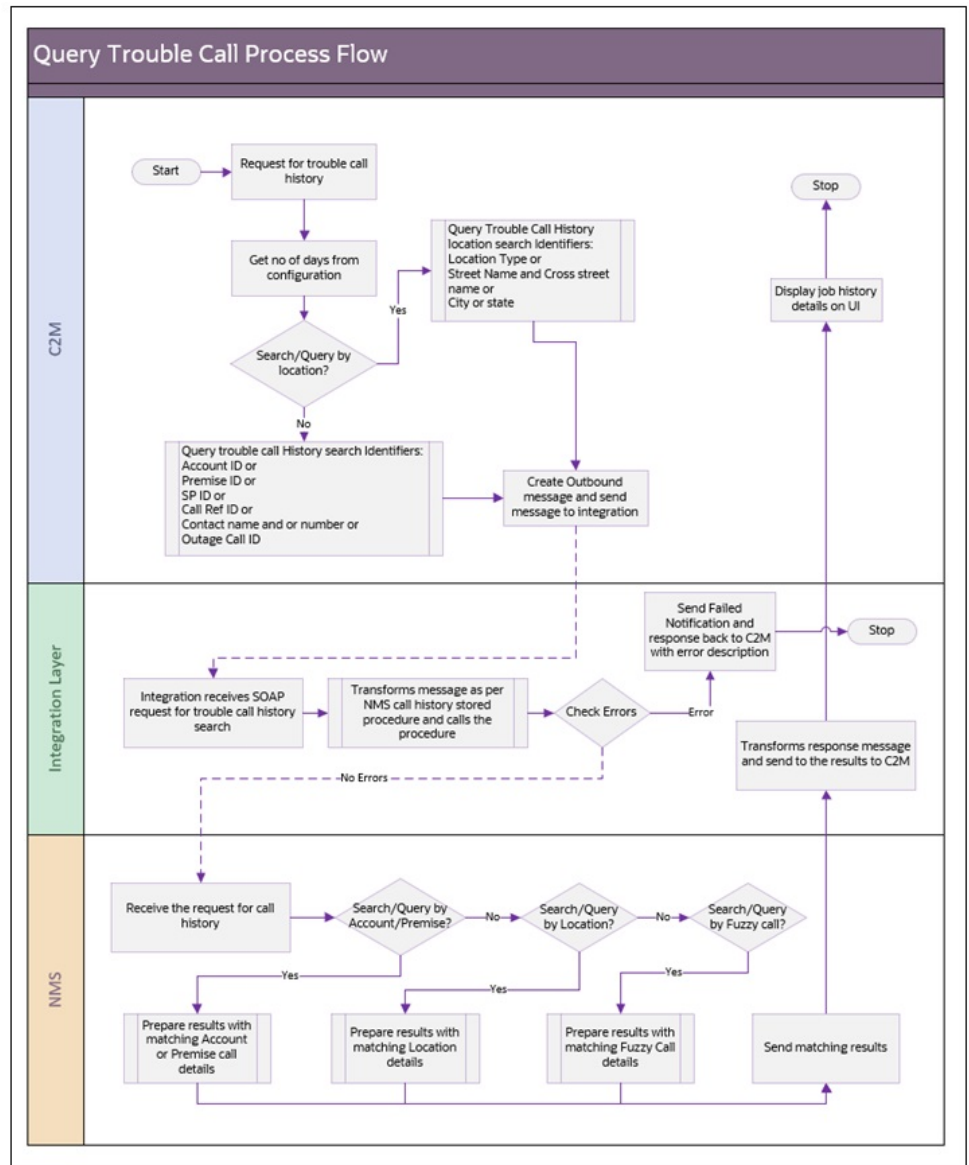 Query Trouble Call Process Flow
C2M
Start
Request for trouble call
history
Get no of days from
configuration
Search/Query by
location?
Yes
No
Query Trouble Call History
location search Identifiers:
Location Type or
Street Name and Cross street
name or
City or state
Query trouble call History search Identifiers:
Account ID or
Premise ID or
SP ID or
Call Ref ID or
Contact name and or number or
Outage Call ID
Create Outbound
message and send
message to integration
Stop
Display job history
details on UI
Integration Layer
Integration receives SOAP
request for trouble call history
search
Transforms message as per
NMS call history stored
procedure and calls the
procedure
Check Errors
Error
Send Failed
Notification and
response back to C2M
with error description
Stop
No Errors
Transforms response message
and send to the results to C2M
NMS
Receive the request for call
history
Search/Query by
Account/Premise?
No
Search/Query
by Location?
No
Search/Query
by Fuzzy call?
Yes
Yes
Yes
Prepare results with
matching Account
or Premise call
details
Prepare results with
matching Location
details
Prepare results with
matching Fuzzy Call
details
Send matching results